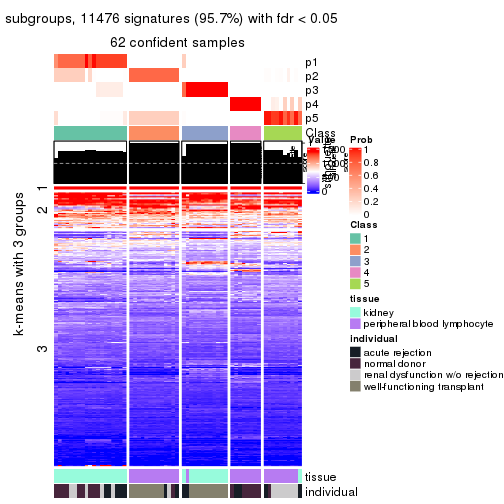 subgroups, 11476 signatures (95.7%) with fdr < 0.05
62 confident samples
p1
p2
p3
p4
p5
Class
k-means with 3 groups
1
2
3
Value
Prob
1
0.8
0.6
0.4
0.2
0
Class
1
2
3
4
5
tissue
kidney
peripheral blood lymphocyte
individual
acute rejection
normal donor
renal dysfunction w/o rejection
well-functioning transplant
tissue
individual